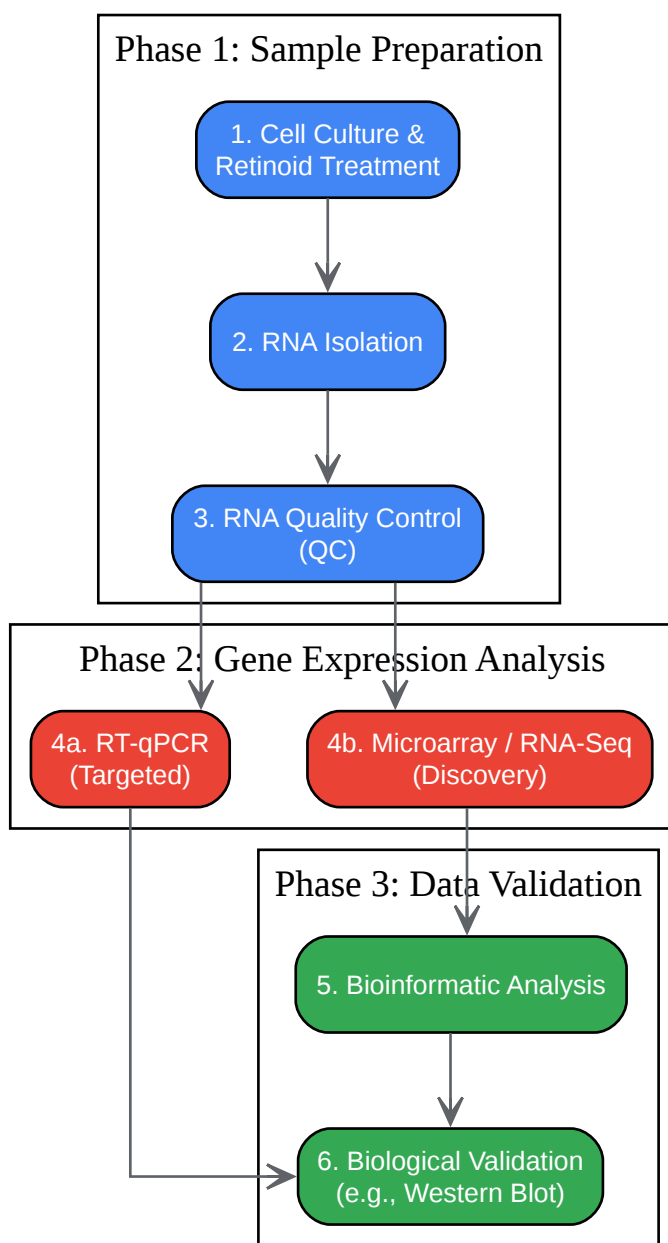 Phase 1: Sample Preparation
1. Cell Culture &
Retinoid Treatment
2. RNA Isolation
3. RNA Quality Control
(QC)
Phase 2: Gene Expression Analysis
4a. RT-qPCR
(Targeted)
4b. Microarray / RNA-Seq
(Discovery)
Phase 3: Data Validation
5. Bioinformatic Analysis
6. Biological Validation
(e.g., Western Blot)